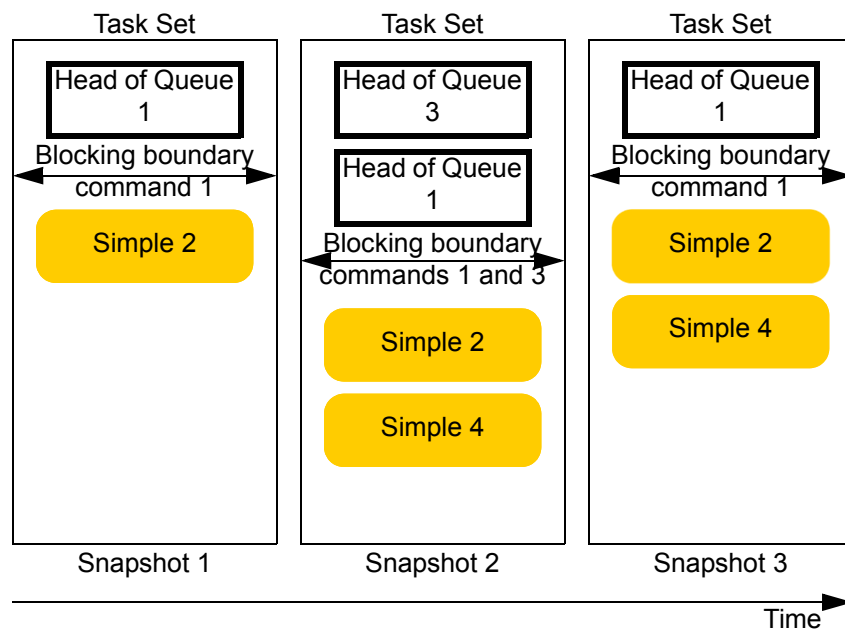 Task Set
Head of Queue
1
Blocking boundary
command 1
Simple 2
Snapshot 1
Task Set
Head of Queue
3
Head of Queue
1
Blocking boundary
commands 1 and 3
Simple 2
Simple 4
Snapshot 2
Task Set
Head of Queue
1
Blocking boundary
command 1
Simple 2
Simple 4
Snapshot 3
Time